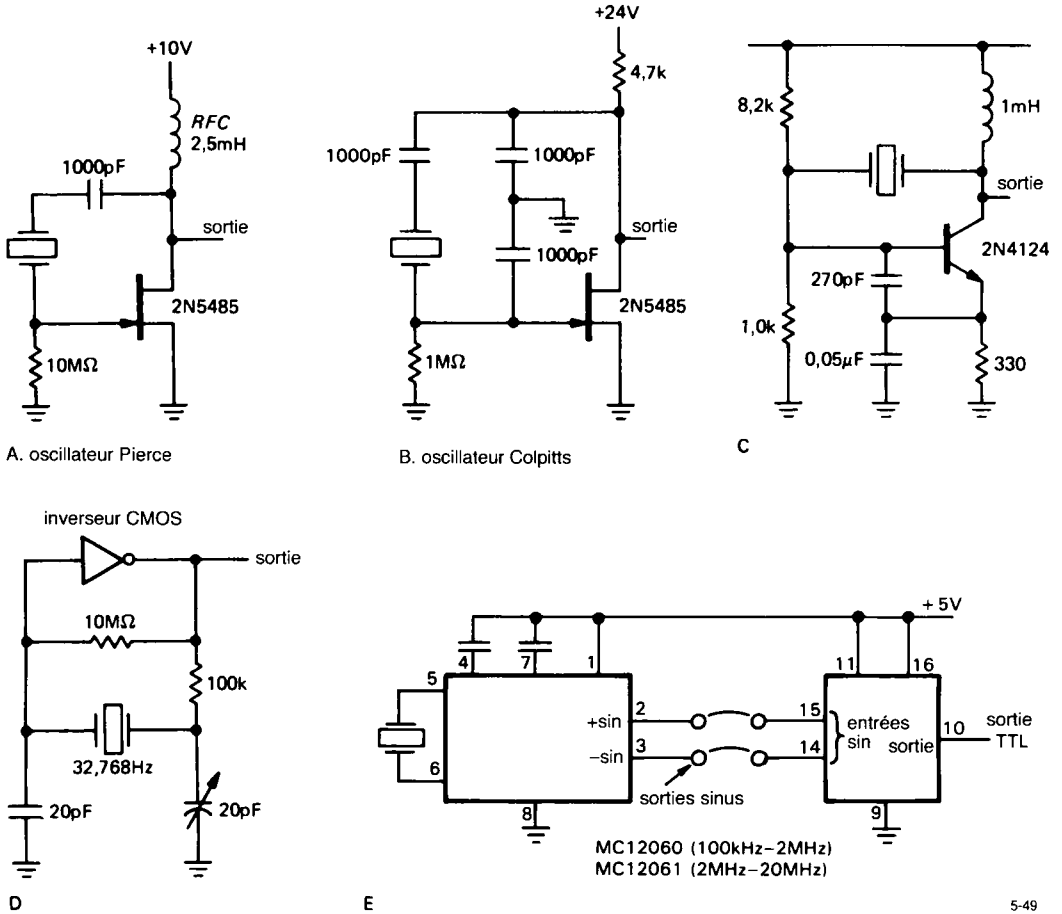 +10V
RFC
2,5mH
1000pF
sortie
2N5485
10MΩ
A. oscillateur Pierce
+24V
4,7k
1000pF
1000pF
sortie
1000pF
2N5485
1MΩ
B. oscillateur Colpitts
8,2k
1mH
sortie
2N4124
270pF
1,0k
0,05µF
330
C
inverseur CMOS
sortie
10MΩ
100k
32,768Hz
20pF
20pF
D
+5V
4
7
1
11
16
5
2
15
10
sortie
TTL
+sin
entrées
sin
sortie
3
14
−sin
6
sorties sinus
8
9
MC12060 (100kHz−2MHz)
MC12061 (2MHz−20MHz)
E
5-49